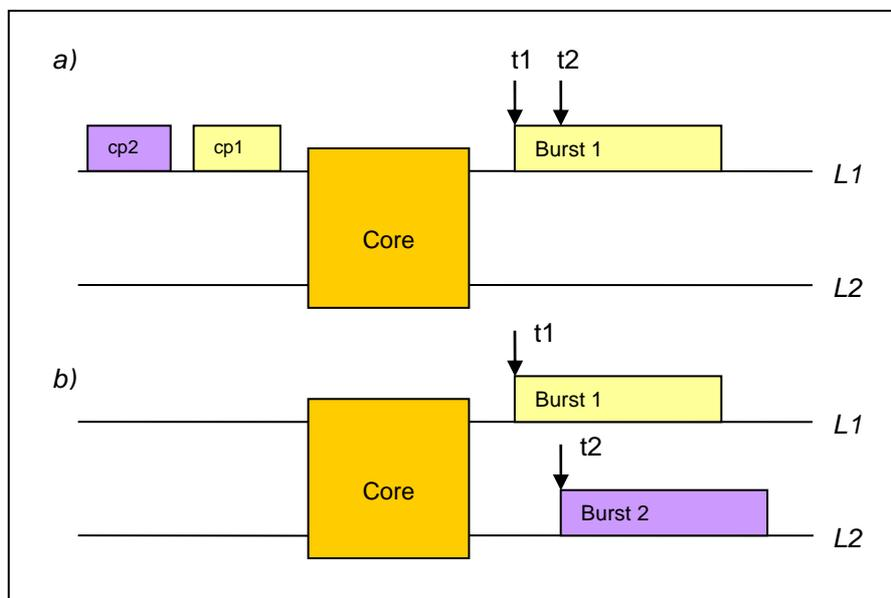 a)
t1 t2
cp2 cp1 Burst 1
L1
Core
L2
t1
b)
Burst 1
L1
t2
Core
Burst 2
L2